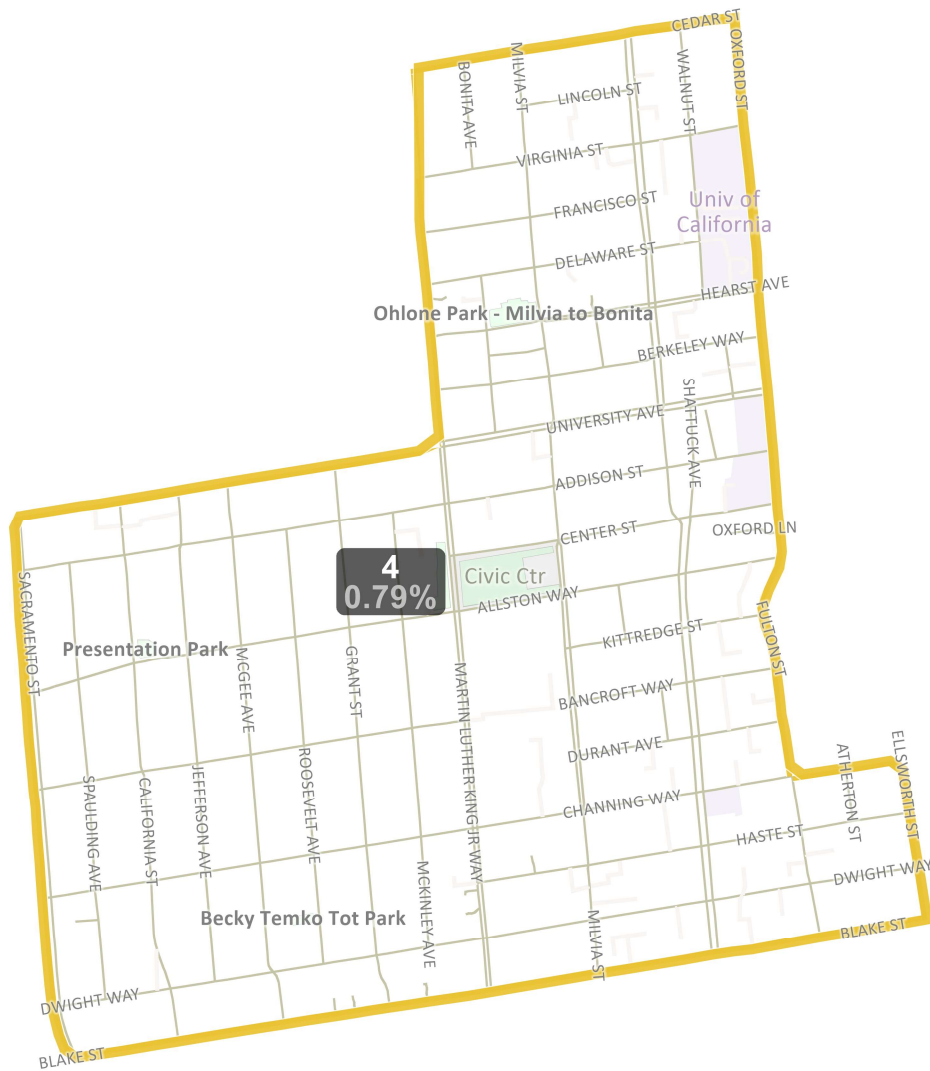 CEDAR ST
OXFORD ST
MILVIA ST
BONITA AVE
WALNUT ST
LINCOLN ST
VIRGINIA ST
FRANCISCO ST
Univ of
California
DELAWARE ST
HEARST AVE
Ohlone Park - Milvia to Bonita
BERKELEY WAY
SHATTUCK AVE
UNIVERSITY AVE
ADDISON ST
CENTER ST
OXFORD LN
4
0.79%
Civic Ctr
ALLSTON WAY
SACRAMENTO ST
FULTON ST
KITTREDGE ST
Presentation Park
MCGEE AVE
GRANT ST
MARTIN LUTHER KING JR WAY
BANCROFT WAY
DURANT AVE
ELLSWORTH ST
ATHERTON ST
ROOSEVELT AVE
JEFFERSON AVE
SPAULDING AVE
CALIFORNIA ST
CHANNING WAY
HASTE ST
MCKINLEY AVE
DWIGHT WAY
Becky Temko Tot Park
MILVIA ST
BLAKE ST
DWIGHT WAY
BLAKE ST